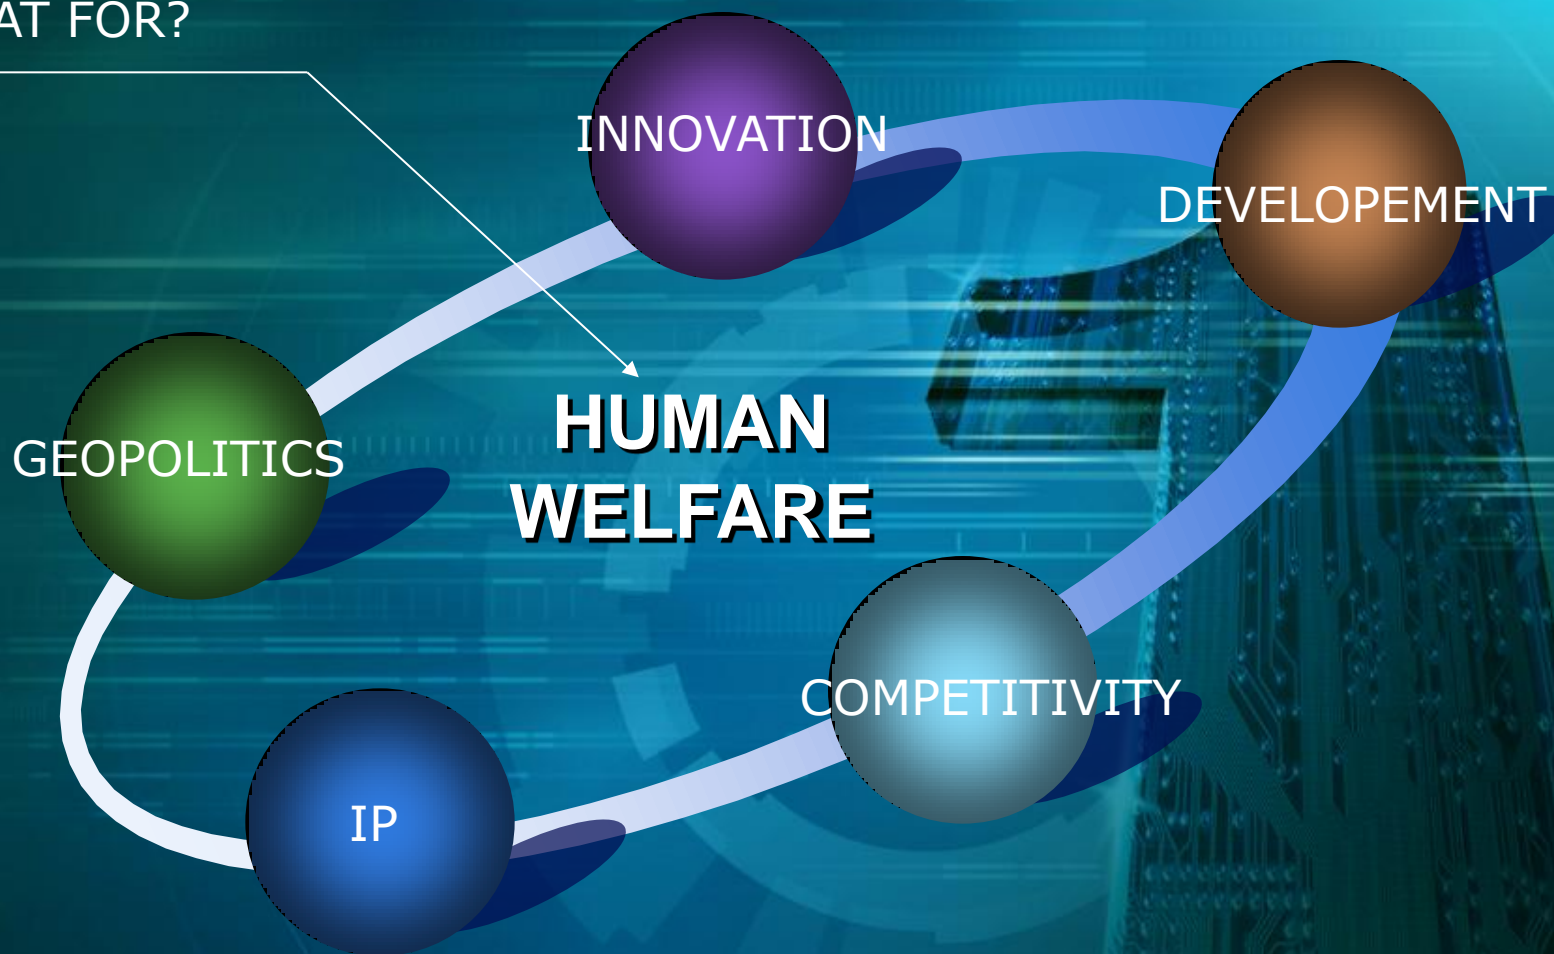 AT FOR?
INNOVATION
DEVELOPEMENT
HUMAN
WELFARE
GEOPOLITICS
COMPETITIVITY
IP